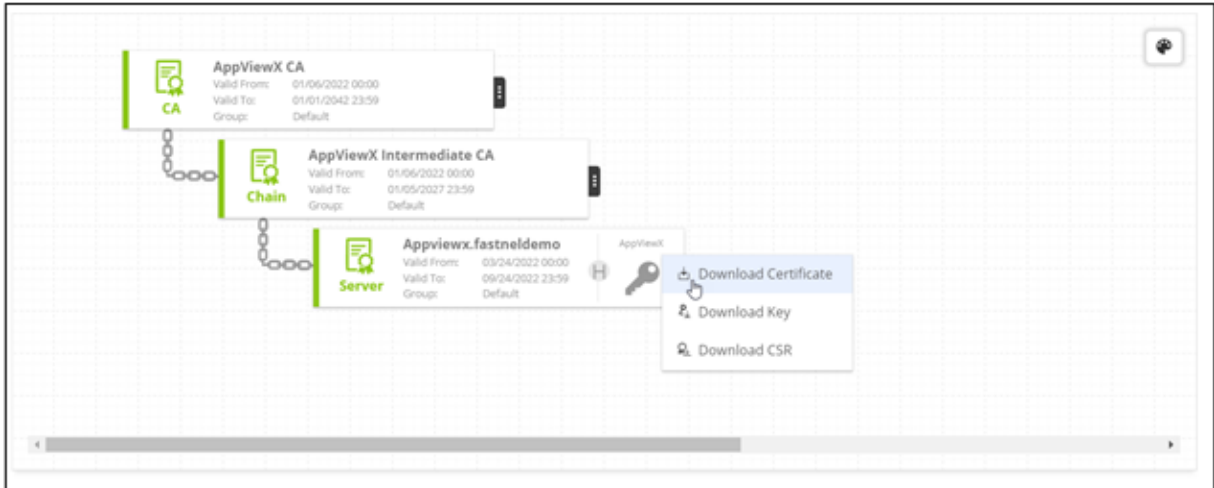 AppViewX CA
Valid From: 01/06/2022 00:00
Valid To: 01/01/2042 23:59
Group: Default
CA
AppViewX Intermediate CA
Valid From: 01/06/2022 00:00
Valid To: 01/05/2027 23:59
Group: Default
Chain
Appviewx.fastneldemo
Valid From: 03/24/2022 00:00
Valid To: 09/24/2022 23:59
Group: Default
Server
H
AppViewX
Download Certificate
Download Key
Download CSR